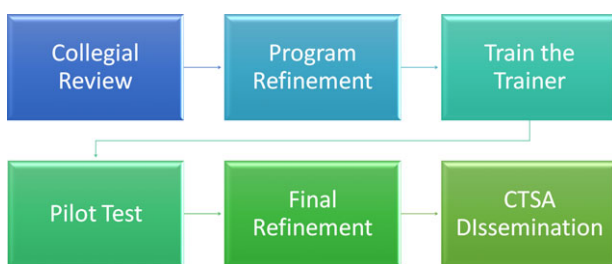 Collegial
Review
Program
Refinement
Train the
Trainer
Pilot Test
Final
Refinement
CTSA
DIssemination